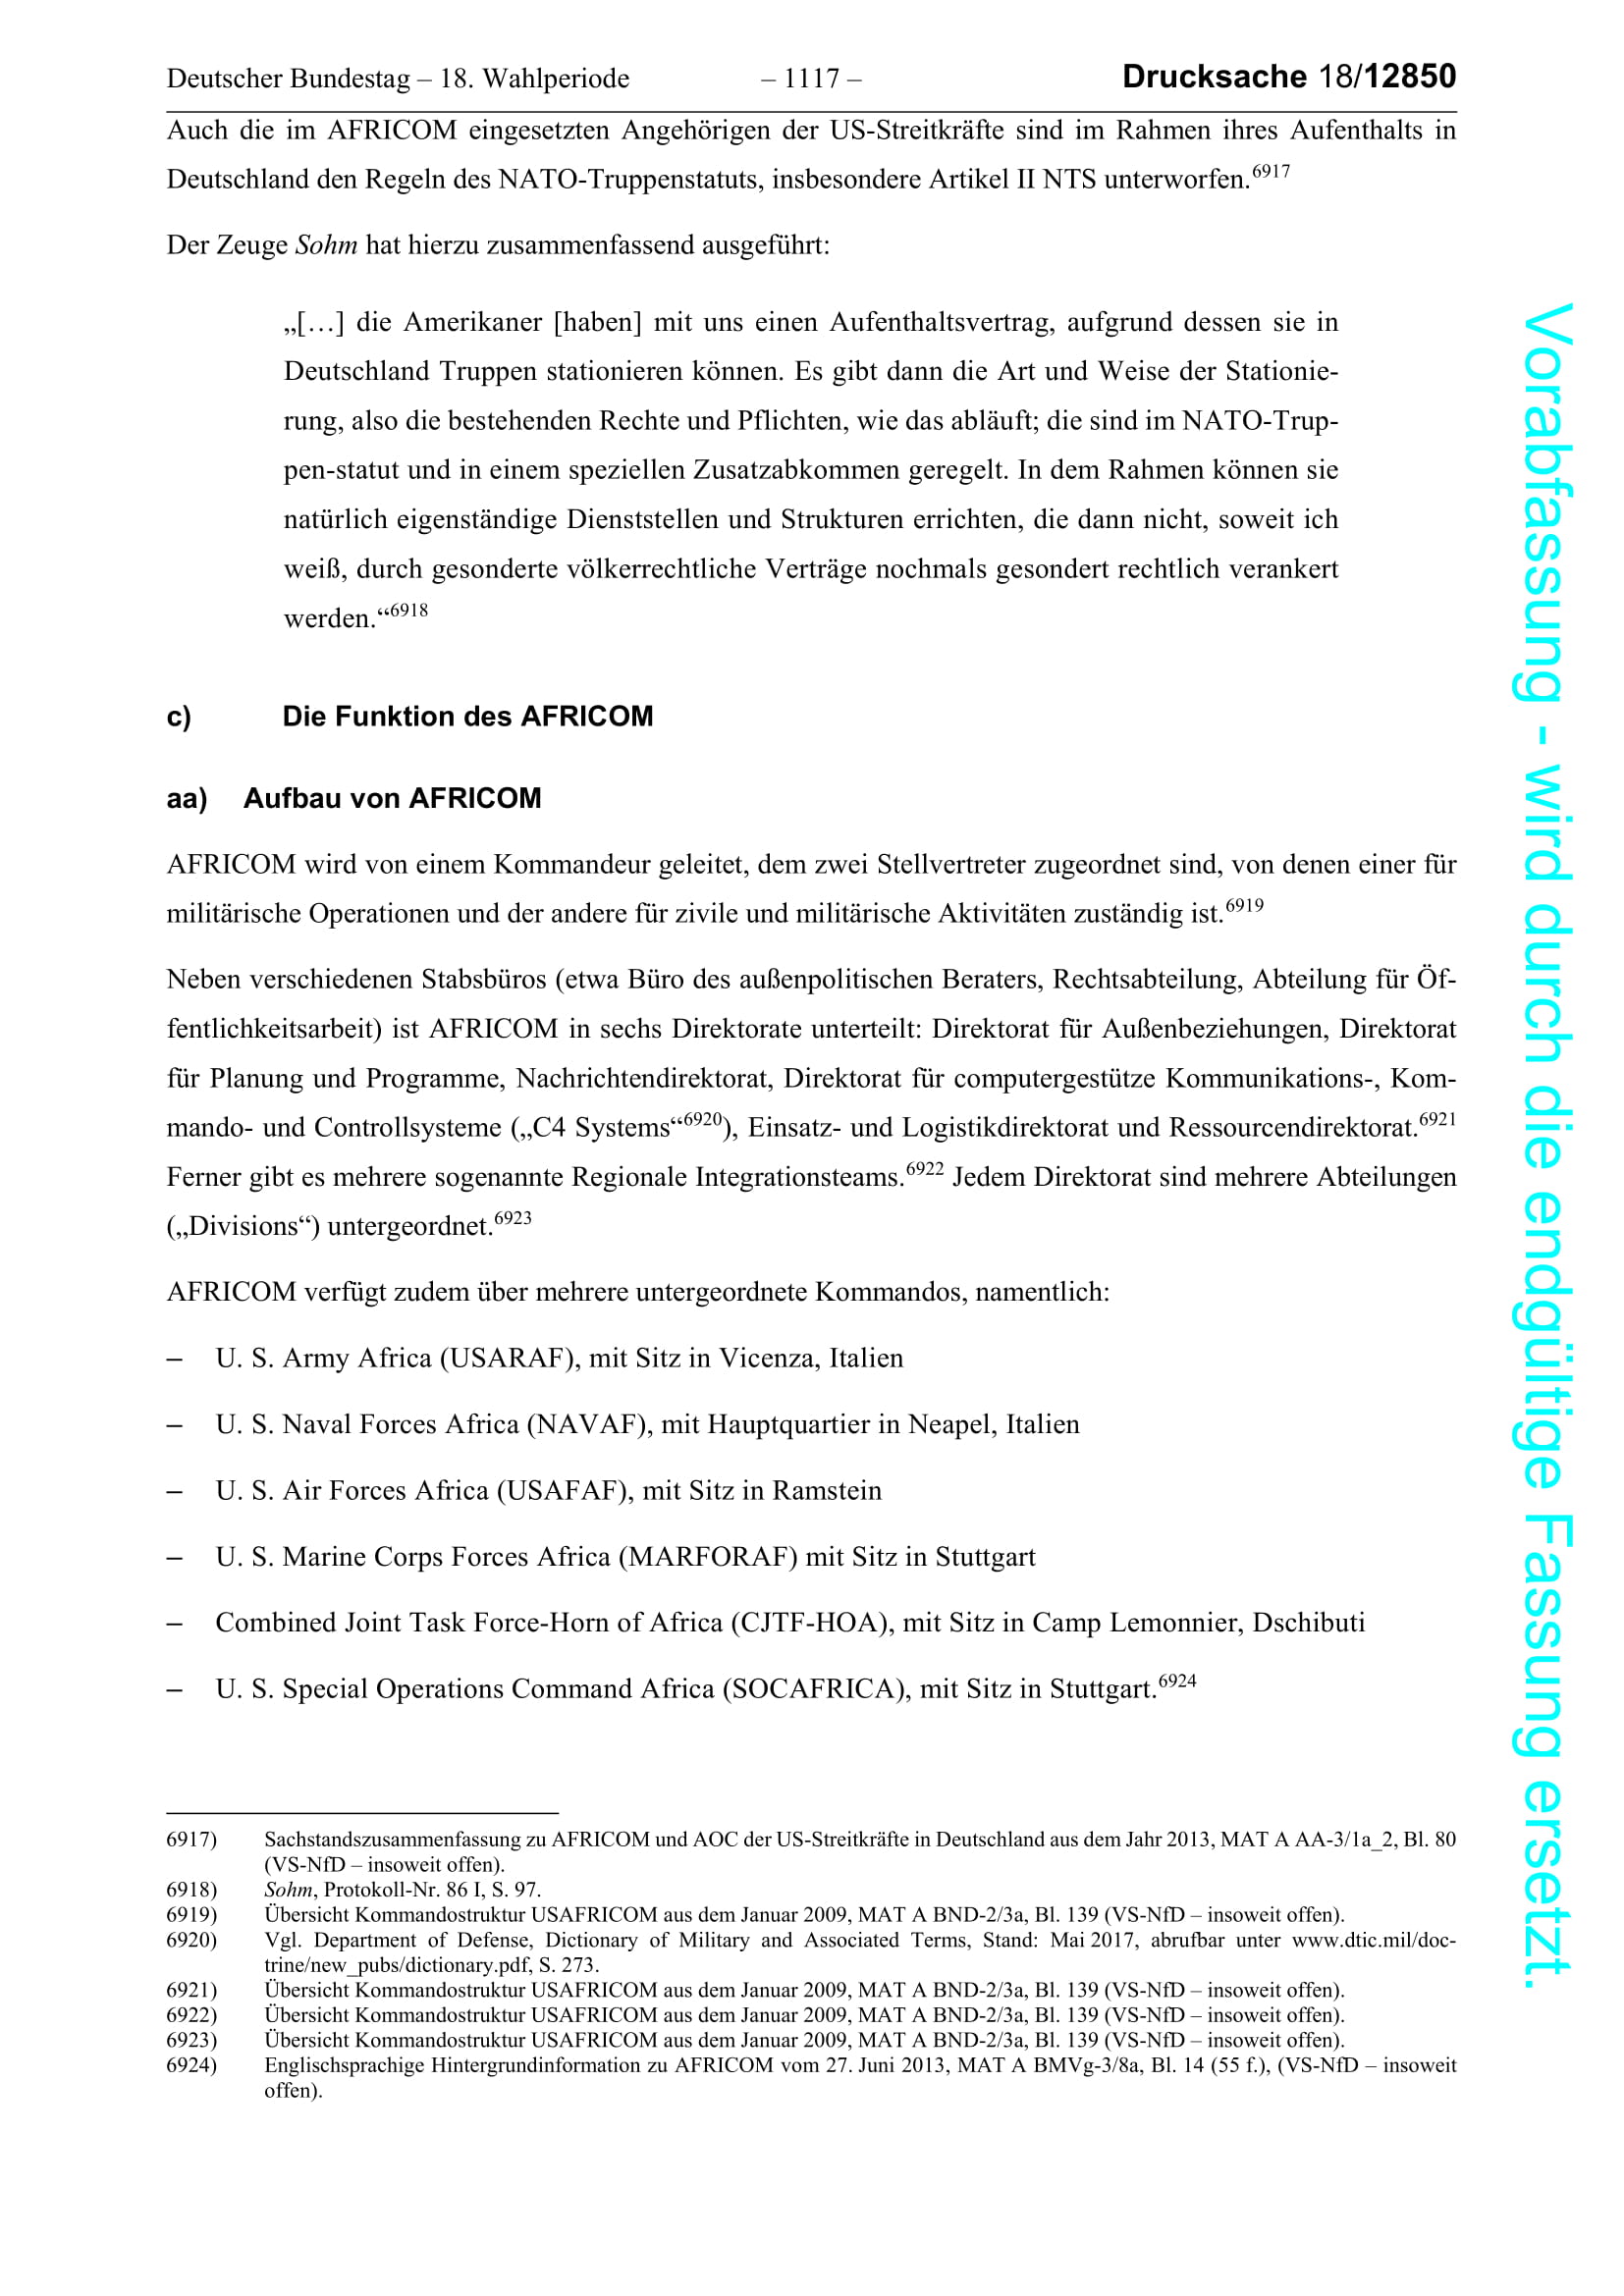 Deutscher Bundestag – 18. Wahlperiode – 1117 – Drucksache 18/12850
Auch die im AFRICOM eingesetzten Angehörigen der US-Streitkräfte sind im Rahmen ihres Aufenthalts in
Deutschland den Regeln des NATO-Truppenstatuts, insbesondere Artikel II NTS unterworfen.6917
Der Zeuge Sohm hat hierzu zusammenfassend ausgeführt:
„[…] die Amerikaner [haben] mit uns einen Aufenthaltsvertrag, aufgrund dessen sie in
Deutschland Truppen stationieren können. Es gibt dann die Art und Weise der Stationie-
rung, also die bestehenden Rechte und Pflichten, wie das abläuft; die sind im NATO-Trup-
pen-statut und in einem speziellen Zusatzabkommen geregelt. In dem Rahmen können sie
natürlich eigenständige Dienststellen und Strukturen errichten, die dann nicht, soweit ich
weiß, durch gesonderte völkerrechtliche Verträge nochmals gesondert rechtlich verankert
werden.“6918
c) Die Funktion des AFRICOM
aa) Aufbau von AFRICOM
AFRICOM wird von einem Kommandeur geleitet, dem zwei Stellvertreter zugeordnet sind, von denen einer für
militärische Operationen und der andere für zivile und militärische Aktivitäten zuständig ist.6919
Neben verschiedenen Stabsbüros (etwa Büro des außenpolitischen Beraters, Rechtsabteilung, Abteilung für Öf-
fentlichkeitsarbeit) ist AFRICOM in sechs Direktorate unterteilt: Direktorat für Außenbeziehungen, Direktorat
für Planung und Programme, Nachrichtendirektorat, Direktorat für computergestütze Kommunikations-, Kom-
mando- und Controllsysteme („C4 Systems“6920), Einsatz- und Logistikdirektorat und Ressourcendirektorat.6921
Ferner gibt es mehrere sogenannte Regionale Integrationsteams.6922 Jedem Direktorat sind mehrere Abteilungen
(„Divisions“) untergeordnet.6923
AFRICOM verfügt zudem über mehrere untergeordnete Kommandos, namentlich:
– U. S. Army Africa (USARAF), mit Sitz in Vicenza, Italien
– U. S. Naval Forces Africa (NAVAF), mit Hauptquartier in Neapel, Italien
– U. S. Air Forces Africa (USAFAF), mit Sitz in Ramstein
– U. S. Marine Corps Forces Africa (MARFORAF) mit Sitz in Stuttgart
– Combined Joint Task Force-Horn of Africa (CJTF-HOA), mit Sitz in Camp Lemonnier, Dschibuti
– U. S. Special Operations Command Africa (SOCAFRICA), mit Sitz in Stuttgart.6924
6917) Sachstandszusammenfassung zu AFRICOM und AOC der US-Streitkräfte in Deutschland aus dem Jahr 2013, MAT A AA-3/1a_2, Bl. 80
(VS-NfD – insoweit offen).
6918) Sohm, Protokoll-Nr. 86 I, S. 97.
6919) Übersicht Kommandostruktur USAFRICOM aus dem Januar 2009, MAT A BND-2/3a, Bl. 139 (VS-NfD – insoweit offen).
6920) Vgl. Department of Defense, Dictionary of Military and Associated Terms, Stand: Mai 2017, abrufbar unter www.dtic.mil/doc-
trine/new_pubs/dictionary.pdf, S. 273.
6921) Übersicht Kommandostruktur USAFRICOM aus dem Januar 2009, MAT A BND-2/3a, Bl. 139 (VS-NfD – insoweit offen).
6922) Übersicht Kommandostruktur USAFRICOM aus dem Januar 2009, MAT A BND-2/3a, Bl. 139 (VS-NfD – insoweit offen).
6923) Übersicht Kommandostruktur USAFRICOM aus dem Januar 2009, MAT A BND-2/3a, Bl. 139 (VS-NfD – insoweit offen).
6924) Englischsprachige Hintergrundinformation zu AFRICOM vom 27. Juni 2013, MAT A BMVg-3/8a, Bl. 14 (55 f.), (VS-NfD – insoweit
offen).
Vorabfassung - wird durch die endgültige Fassung ersetzt.